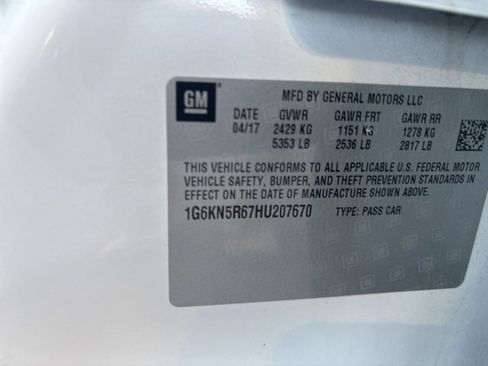 GM
MFD BY GENERAL MOTORS LLC
DATE GVWR GAWR FRT GAWR RR
04/17 2429 KG 1151 KG 1278 KG
5353 LB 2536 LB 2817 LB
THIS VEHICLE CONFORMS TO ALL APPLICABLE U.S. FEDERAL MOTOR
VEHICLE SAFETY, BUMPER, AND THEFT PREVENTION STANDARDS IN
EFFECT ON THE DATE OF MANUFACTURE SHOWN ABOVE.
1G6KN5R67HU207670 TYPE: PASS CAR